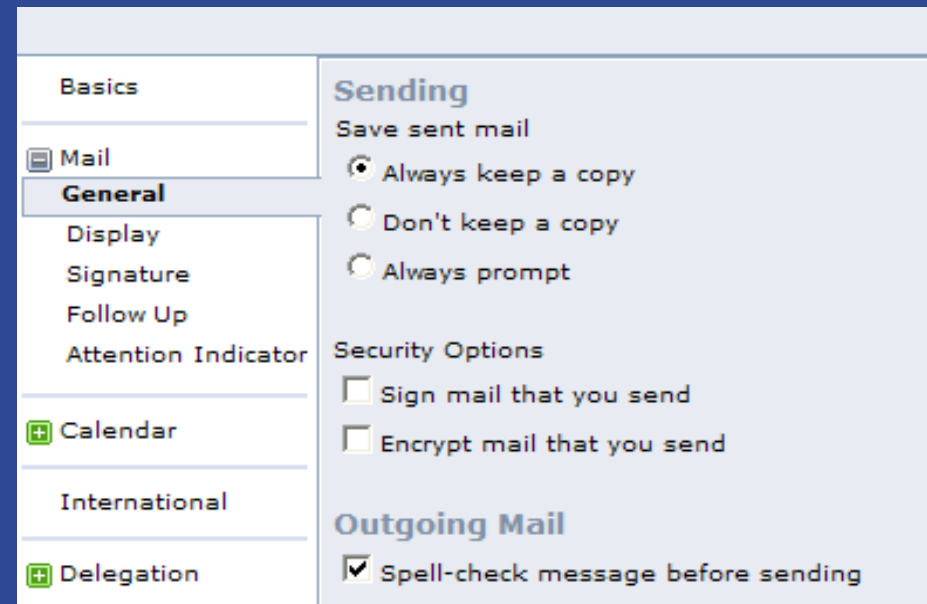 Basics
Mail
General
Display
Signature
Follow Up
Attention Indicator
Calendar
International
Delegation
Sending
Save sent mail
Always keep a copy
Don't keep a copy
Always prompt
Security Options
Sign mail that you send
Encrypt mail that you send
Outgoing Mail
Spell-check message before sending